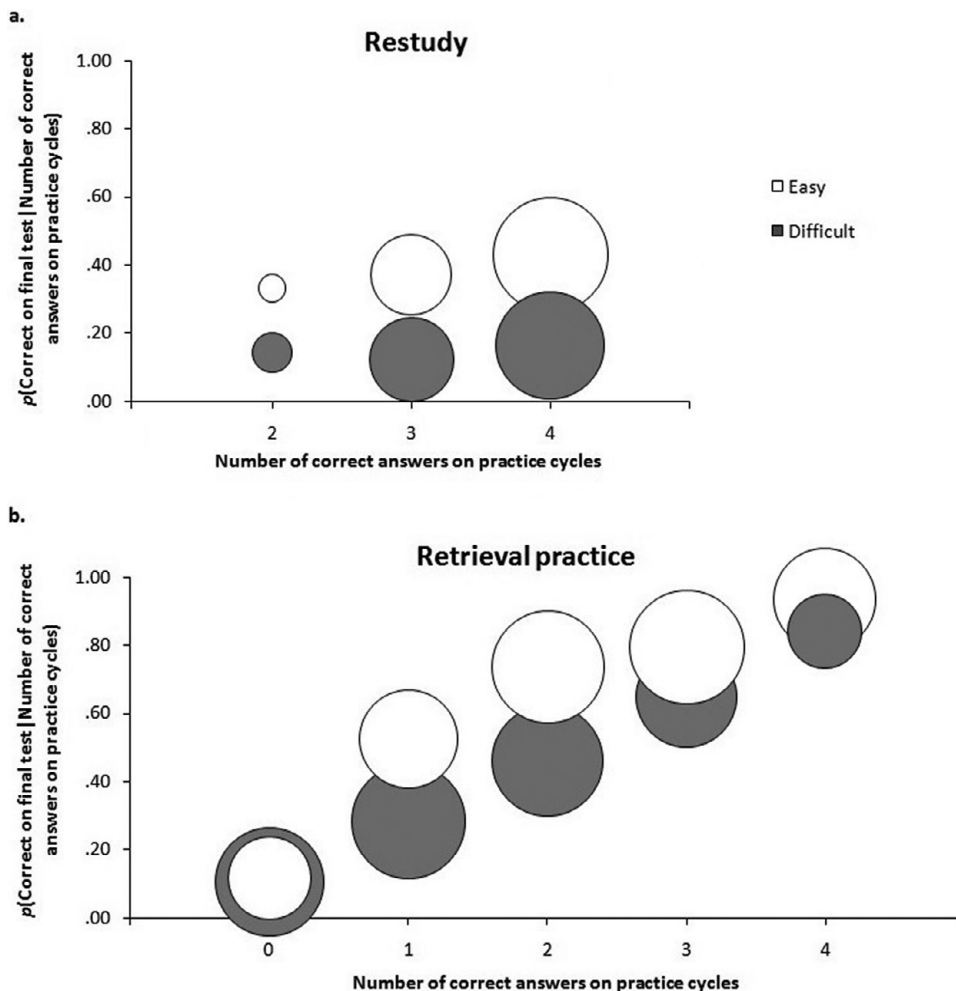 a.
Restudy
p(Correct on final test|Number of correct
answers on practice cycles)
1.00
.80
.60
.40
.20
.00
2 3 4
Number of correct answers on practice cycles
Easy
Difficult
b.
Retrieval practice
p(Correct on final test|Number of correct
answers on practice cycles)
1.00
.80
.60
.40
.20
.00
0 1 2 3 4
Number of correct answers on practice cycles